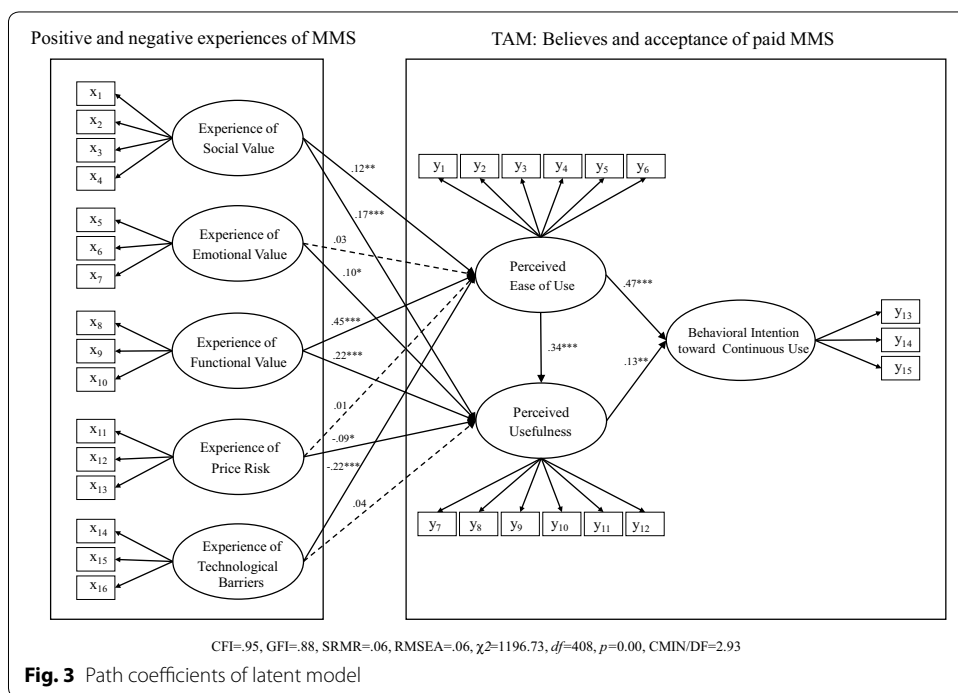 Positive and negative experiences of MMS
TAM: Believes and acceptance of paid MMS
x1
x2
x3
x4
Experience of
Social Value
x5
x6
x7
Experience of
Emotional Value
x8
x9
x10
Experience of
Functional Value
x11
x12
x13
Experience of
Price Risk
x14
x15
x16
Experience of
Technological
Barriers
.12**
.17***
.03
.10*
.45***
.22***
.01
-.09*
-.22***
.04
y1 y2 y3 y4 y5 y6
Perceived
Ease of Use
.34***
Perceived
Usefulness
y7 y8 y9 y10 y11 y12
.47***
.13**
Behavioral Intention
toward Continuous Use
y13
y14
y15
CFI=.95, GFI=.88, SRMR=.06, RMSEA=.06, χ2=1196.73, df=408, p=0.00, CMIN/DF=2.93
Fig. 3 Path coefficients of latent model